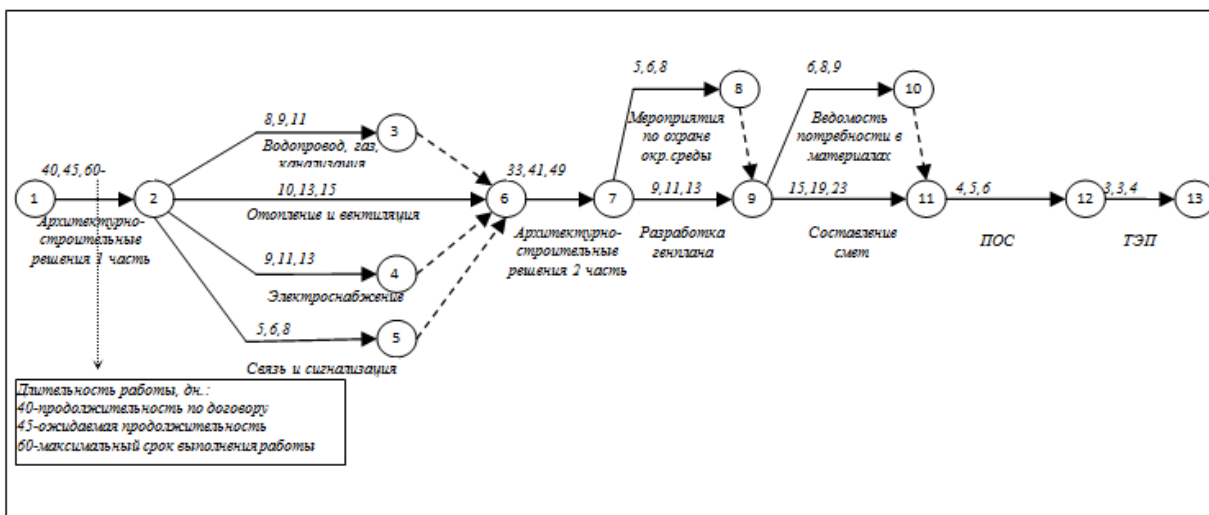 5,6,8
6,8,9
8
10
8,9,11
3
Мероприятия
по охране
окр.среды
Ведомость
потребности в
материалах
Водопровод, газ,
канализация
40,45,60-
10,13,15
33,41,49
9,11,13
15,19,23
4,5,6
3,3,4
1
2
6
7
9
11
12
13
Архитектурно-
строительные
решения 1 часть
Отопление и вентиляция
Архитектурно-
строительные
решения 2 часть
Разработка
генплана
Составление
смет
ПОС
ТЭП
9,11,13
4
Электроснабжение
5,6,8
5
Связь и сигнализация
Длительность работы, дн.:
40-продолжительность по договору
45-ожидаемая продолжительность
60-максимальный срок выполнения работы